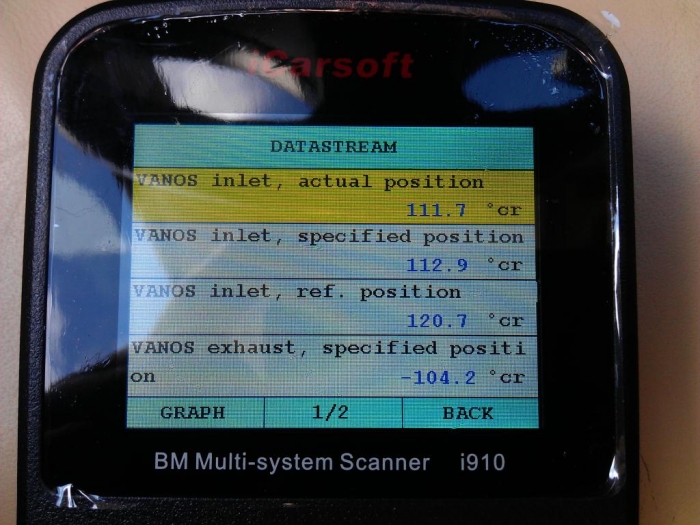 iCarsoft
DATASTREAM
VANOS inlet, actual position
111.7 °cr
VANOS inlet, specified position
112.9 °cr
VANOS inlet, ref. position
120.7 °cr
VANOS exhaust, specified positi
on -104.2 °cr
GRAPH 1/2 BACK
BM Multi-system Scanner i910